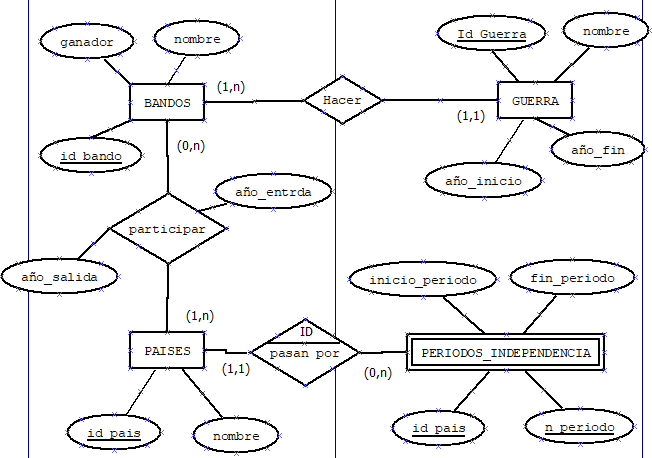 ganador
nombre
Id Guerra
nombre
BANDOS
(1,n)
Hacer
(1,1)
GUERRA
id bando
(0,n)
año_fin
año_inicio
año_entrda
participar
año_salida
inicio_periodo
fin_periodo
(1,n)
ID
PAISES
pasan por
PERIODOS_INDEPENDENCIA
(1,1)
(0,n)
id pais
nombre
id pais
n periodo